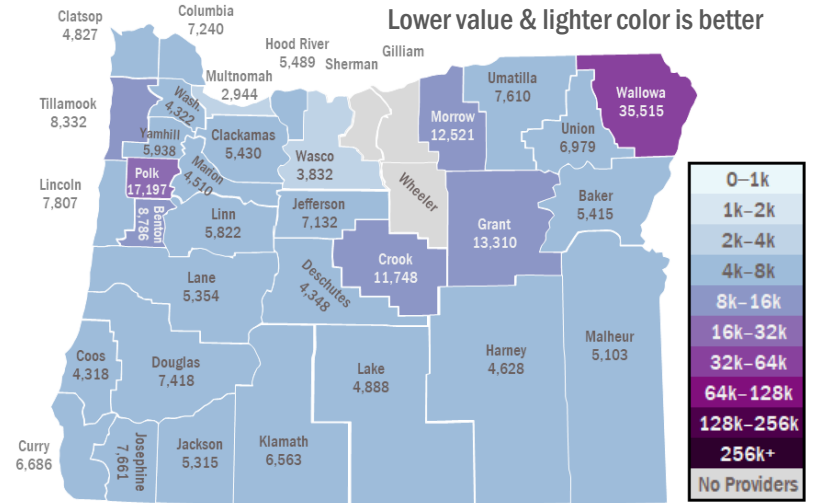 Lower value & lighter color is better
Clatsop
4,827
Columbia
7,240
Hood River
5,489
Sherman
Gilliam
Multnomah
2,944
Tillamook
8,332
Wash.
4,322
Yamhill
5,938
Clackamas
5,430
Marion
4,510
Polk
17,197
Lincoln
7,807
Benton
8,786
Linn
5,822
Wasco
3,832
Jefferson
7,132
Wheeler
Morrow
12,521
Umatilla
7,610
Union
6,979
Wallowa
35,515
Baker
5,415
Grant
13,310
Crook
11,748
Deschutes
4,348
Lane
5,354
Coos
4,318
Douglas
7,418
Curry
6,686
Josephine
7,661
Jackson
5,315
Klamath
6,563
Lake
4,888
Harney
4,628
Malheur
5,103
0–1k
1k–2k
2k–4k
4k–8k
8k–16k
16k–32k
32k–64k
64k–128k
128k–256k
256k+
No Providers